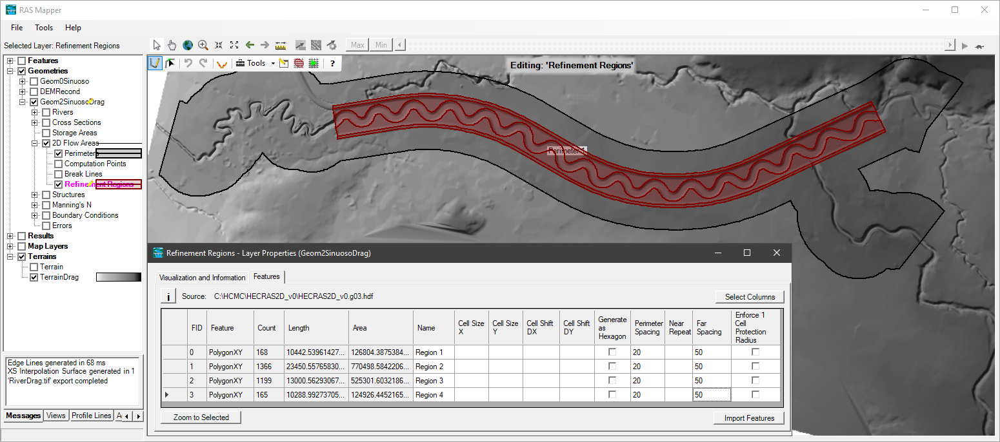 RAS Mapper
File Tools Help
Selected Layer: Refinement Regions
Max Min
Tools ?
Editing: 'Refinement Regions'
Features
Geometries
Geom0Sinuoso
DEMRecond
Geom2SinuosoDrag
Rivers
Cross Sections
Storage Areas
2D Flow Areas
Perimeters
Computation Points
Break Lines
Refinement Regions
Structures
Manning's N
Boundary Conditions
Errors
Results
Map Layers
Terrains
Terrain
TerrainDrag
Perimeter 1
Edge Lines generated in 68 ms
XS Interpolation Surface generated in 1
'RiverDrag.tif' export completed
Messages Views Profile Lines
Refinement Regions - Layer Properties (Geom2SinuosoDrag)
Visualization and Information Features
i Source: C:\HCMC\HECRAS2D_v0\HECRAS2D_v0.g03.hdf Select Columns
FID Feature Count Length Area Name Cell Size X Cell Size Y Cell Shift DX Cell Shift DY Generate as Hexagon Perimeter Spacing Near Repeat Far Spacing Enforce 1 Cell Protection Radius
0 PolygonXY 168 10442.53961427... 126804.3875384... Region 1 20 50
1 PolygonXY 1366 23450.55765830... 770498.5842206... Region 2 20 50
2 PolygonXY 1199 13000.56293067... 525301.6032186... Region 3 20 50
3 PolygonXY 165 10288.99273705... 124926.4452165... Region 4 20 50
Zoom to Selected Import Features